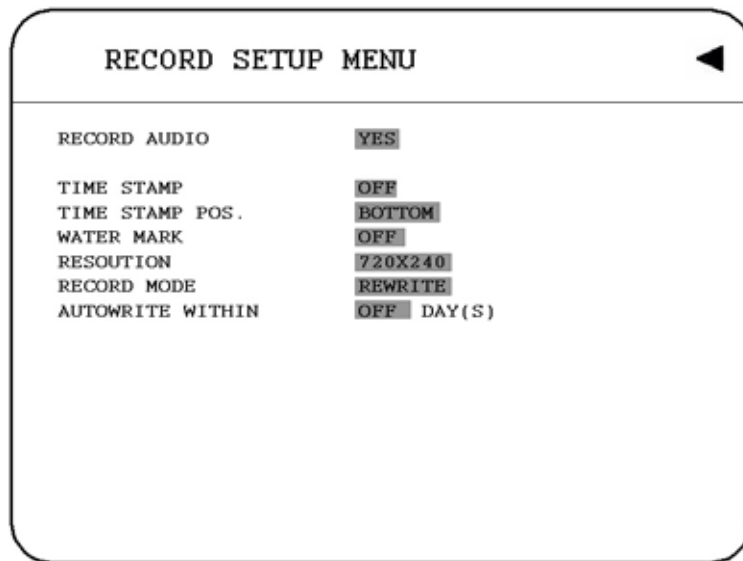 RECORD SETUP MENU
RECORD AUDIO YES
TIME STAMP OFF
TIME STAMP POS. BOTTOM
WATER MARK OFF
RESOUTION 720X240
RECORD MODE REWRITE
AUTOWRITE WITHIN OFF DAY(S)